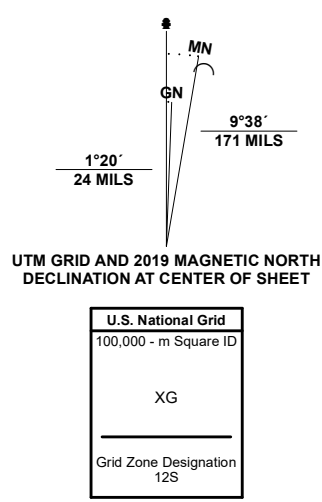 MN
GN
9°38´
171 MILS
1°20´
24 MILS
UTM GRID AND 2019 MAGNETIC NORTH
DECLINATION AT CENTER OF SHEET
U.S. National Grid
100,000 - m Square ID
XG
Grid Zone Designation
12S